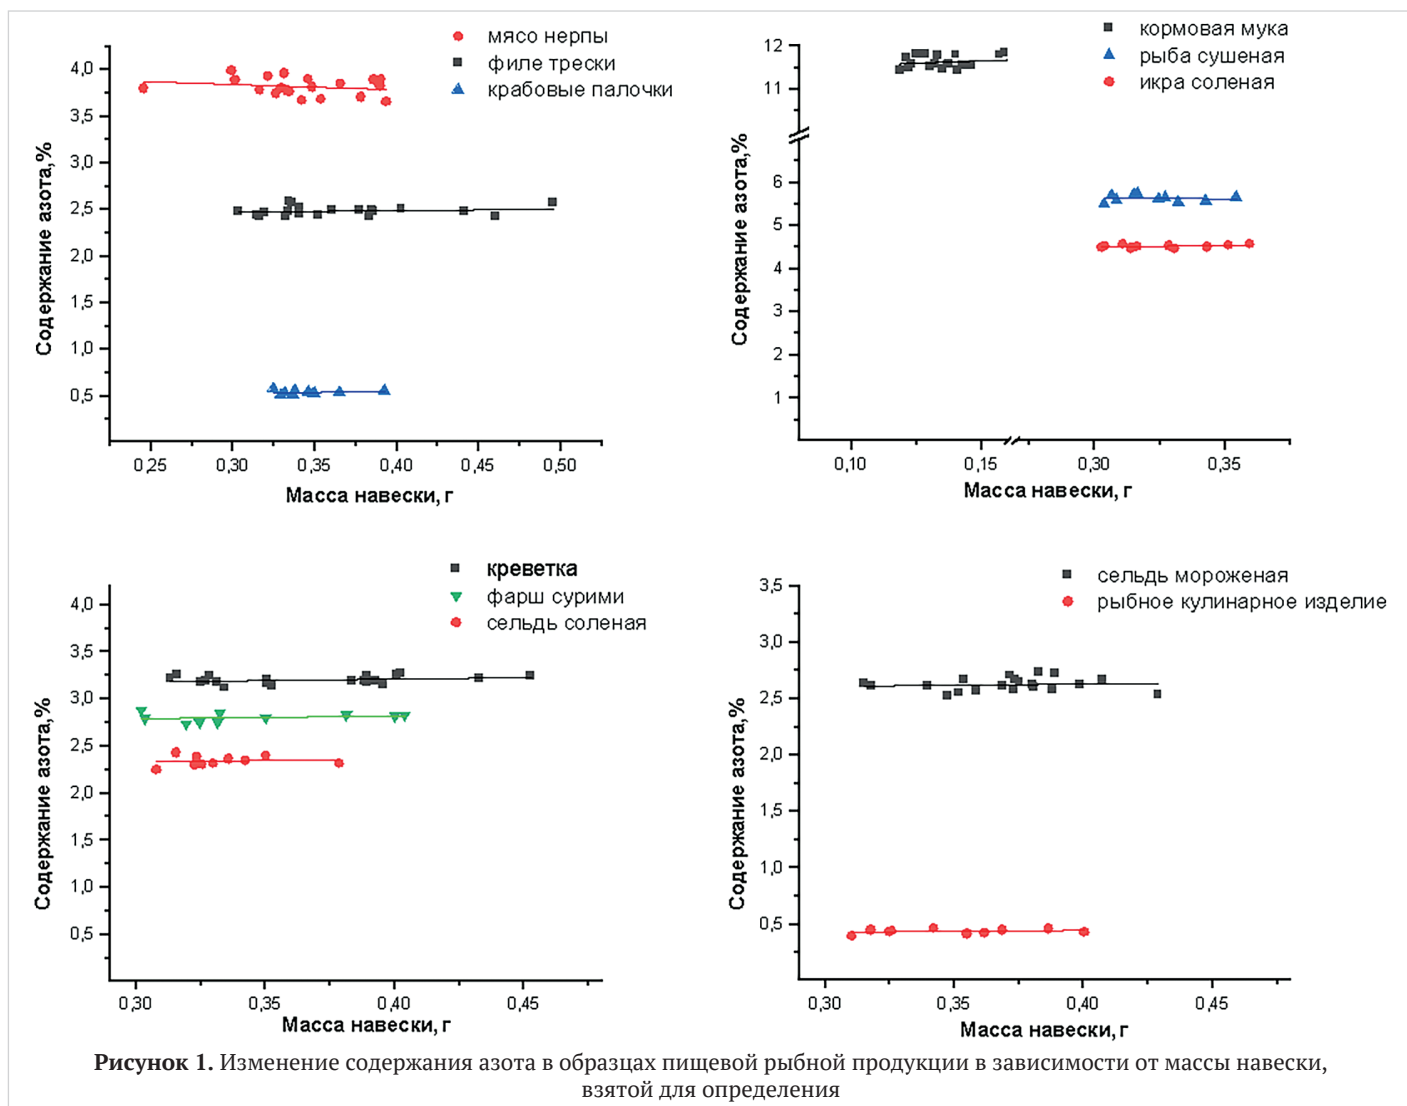 мясо нерпы
филе трески
крабовые палочки
Содержание азота,%
4,0
3,5
3,0
2,5
2,0
1,5
1,0
0,5
0,25 0,30 0,35 0,40 0,45 0,50
Масса навески, г
кормовая мука
рыба сушеная
икра соленая
Содержание азота,%
12
11
6
5
4
3
2
1
0,10 0,15 0,30 0,35
Масса навески, г
креветка
фарш сурими
сельдь соленая
Содержание азота,%
4,0
3,5
3,0
2,5
2,0
1,5
1,0
0,5
0,30 0,35 0,40 0,45
Масса навески, г
сельдь мороженая
рыбное кулинарное изделие
Содержание азота,%
3,5
3,0
2,5
2,0
1,5
1,0
0,5
0,30 0,35 0,40 0,45
Масса навески, г
Рисунок 1. Изменение содержания азота в образцах пищевой рыбной продукции в зависимости от массы навески,
взятой для определения